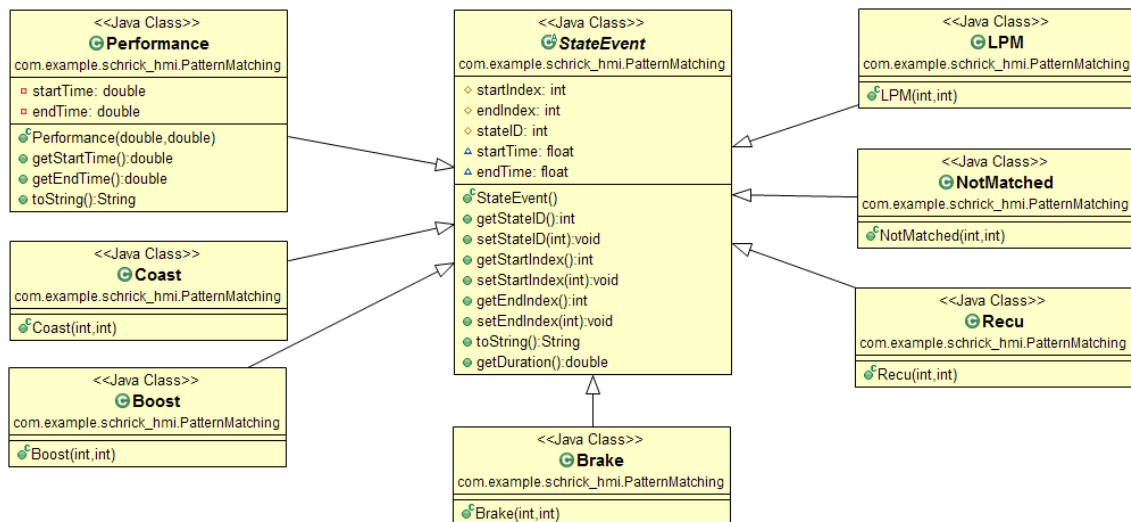 <<Java Class>>
Performance
com.example.schrick_hmi.PatternMatching
startTime: double
endTime: double
Performance(double,double)
getStartTime():double
getEndTime():double
toString():String
<<Java Class>>
Coast
com.example.schrick_hmi.PatternMatching
Coast(int,int)
<<Java Class>>
Boost
com.example.schrick_hmi.PatternMatching
Boost(int,int)
<<Java Class>>
StateEvent
com.example.schrick_hmi.PatternMatching
startIndex: int
endIndex: int
stateID: int
startTime: float
endTime: float
StateEvent()
getStateID():int
setStateID(int):void
getStartIndex():int
setStartIndex(int):void
getEndIndex():int
setEndIndex(int):void
toString():String
getDuration():double
<<Java Class>>
Brake
com.example.schrick_hmi.PatternMatching
Brake(int,int)
<<Java Class>>
LPM
com.example.schrick_hmi.PatternMatching
LPM(int,int)
<<Java Class>>
NotMatched
com.example.schrick_hmi.PatternMatching
NotMatched(int,int)
<<Java Class>>
Recu
com.example.schrick_hmi.PatternMatching
Recu(int,int)